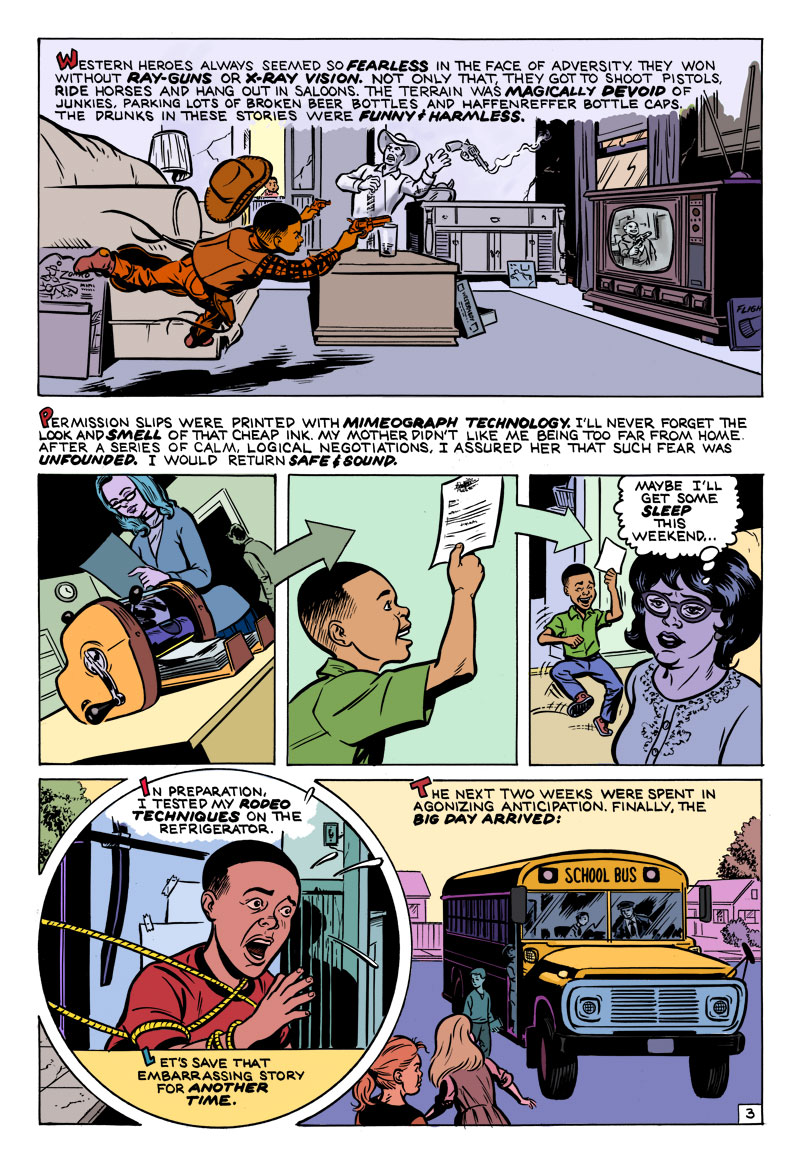 WESTERN HEROES ALWAYS SEEMED SO FEARLESS IN THE FACE OF ADVERSITY. THEY WON
WITHOUT RAY-GUNS OR X-RAY VISION. NOT ONLY THAT, THEY GOT TO SHOOT PISTOLS,
RIDE HORSES AND HANG OUT IN SALOONS. THE TERRAIN WAS MAGICALLY DEVOID OF
JUNKIES, PARKING LOTS OF BROKEN BEER BOTTLES, AND HAFFENREFFER BOTTLE CAPS.
THE DRUNKS IN THESE STORIES WERE FUNNY & HARMLESS.
ZORRO
FLIGH
PERMISSION SLIPS WERE PRINTED WITH MIMEOGRAPH TECHNOLOGY. I'LL NEVER FORGET THE
LOOK AND SMELL OF THAT CHEAP INK. MY MOTHER DIDN'T LIKE ME BEING TOO FAR FROM HOME.
AFTER A SERIES OF CALM, LOGICAL NEGOTIATIONS, I ASSURED HER THAT SUCH FEAR WAS
UNFOUNDED. I WOULD RETURN SAFE & SOUND.
MAYBE I'LL
GET SOME
SLEEP
THIS
WEEKEND...
IN PREPARATION,
I TESTED MY RODEO
TECHNIQUES ON THE
REFRIGERATOR.
LET'S SAVE THAT
EMBARRASSING STORY
FOR ANOTHER
TIME.
THE NEXT TWO WEEKS WERE SPENT IN
AGONIZING ANTICIPATION. FINALLY, THE
BIG DAY ARRIVED:
SCHOOL BUS
3